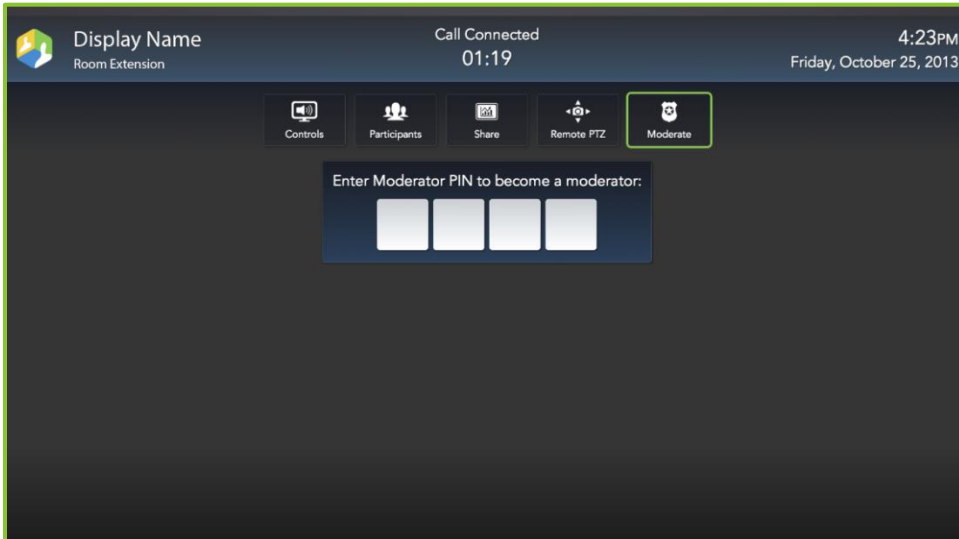 Display Name
Room Extension
Call Connected
01:19
4:23PM
Friday, October 25, 2013
Controls
Participants
Share
Remote PTZ
Moderate
Enter Moderator PIN to become a moderator: